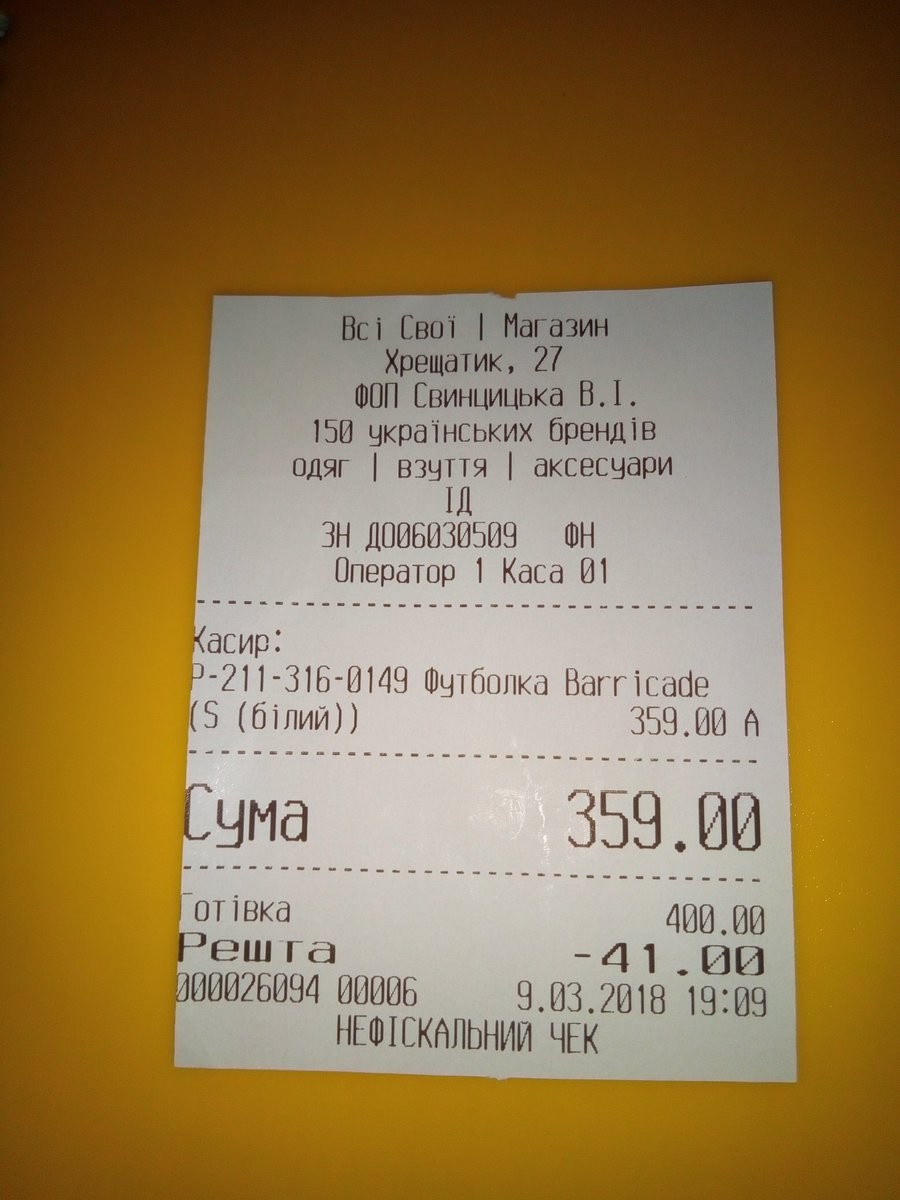 Всі Свої | Магазин
Хрещатик, 27
ФОП Свинцицька В.І.
150 українських брендів
одяг | взуття | аксесуари
ІД
ЗН ДО06030509 ФН
Оператор 1 Каса 01
Касир:
Р-211-316-0149 Футболка Barricade
(S (білий)) 359.00 А
Сума 359.00
Готівка 400.00
Решта -41.00
000026094 00006 9.03.2018 19:09
НЕФІСКАЛЬНИЙ ЧЕК